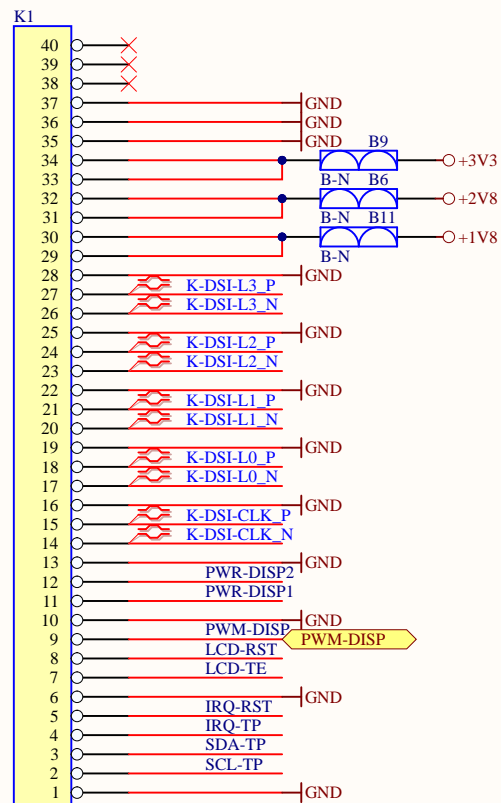 K1
40
39
38
37 GND
36 GND
35 GND
34 B9 +3V3
33 B-N B6
32 +2V8
31 B-N B11
30 +1V8
29 B-N
28 GND
27 K-DSI-L3_P
26 K-DSI-L3_N
25 GND
24 K-DSI-L2_P
23 K-DSI-L2_N
22 GND
21 K-DSI-L1_P
20 K-DSI-L1_N
19 GND
18 K-DSI-L0_P
17 K-DSI-L0_N
16 GND
15 K-DSI-CLK_P
14 K-DSI-CLK_N
13 GND
12 PWR-DISP2
11 PWR-DISP1
10 GND
9 PWM-DISP PWM-DISP
8 LCD-RST
7 LCD-TE
6 GND
5 IRQ-RST
4 IRQ-TP
3 SDA-TP
2 SCL-TP
1 GND